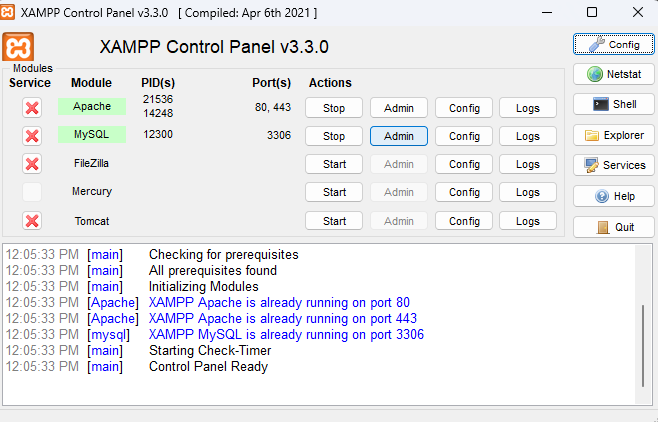 XAMPP Control Panel v3.3.0 [ Compiled: Apr 6th 2021 ]
XAMPP Control Panel v3.3.0
Config
Modules
Service Module PID(s) Port(s) Actions
Netstat
Apache 21536 14248 80, 443 Stop Admin Config Logs
Shell
MySQL 12300 3306 Stop Admin Config Logs
Explorer
FileZilla Start Admin Config Logs
Services
Mercury Start Admin Config Logs
Help
Tomcat Start Admin Config Logs
Quit
12:05:33 PM [main] Checking for prerequisites
12:05:33 PM [main] All prerequisites found
12:05:33 PM [main] Initializing Modules
12:05:33 PM [Apache] XAMPP Apache is already running on port 80
12:05:33 PM [Apache] XAMPP Apache is already running on port 443
12:05:33 PM [mysql] XAMPP MySQL is already running on port 3306
12:05:33 PM [main] Starting Check-Timer
12:05:33 PM [main] Control Panel Ready